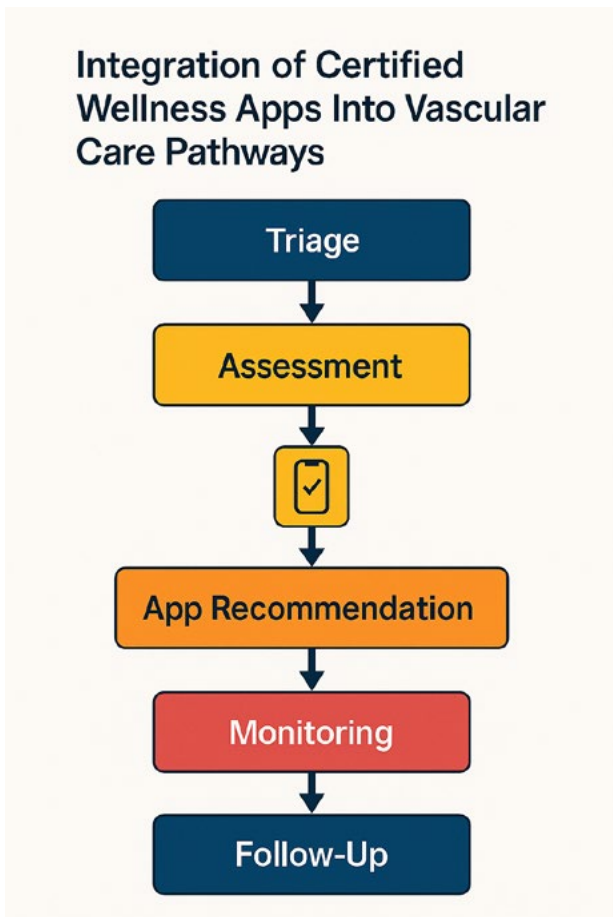 Integration of Certified
Wellness Apps Into Vascular
Care Pathways
Triage
Assessment
App Recommendation
Monitoring
Follow-Up